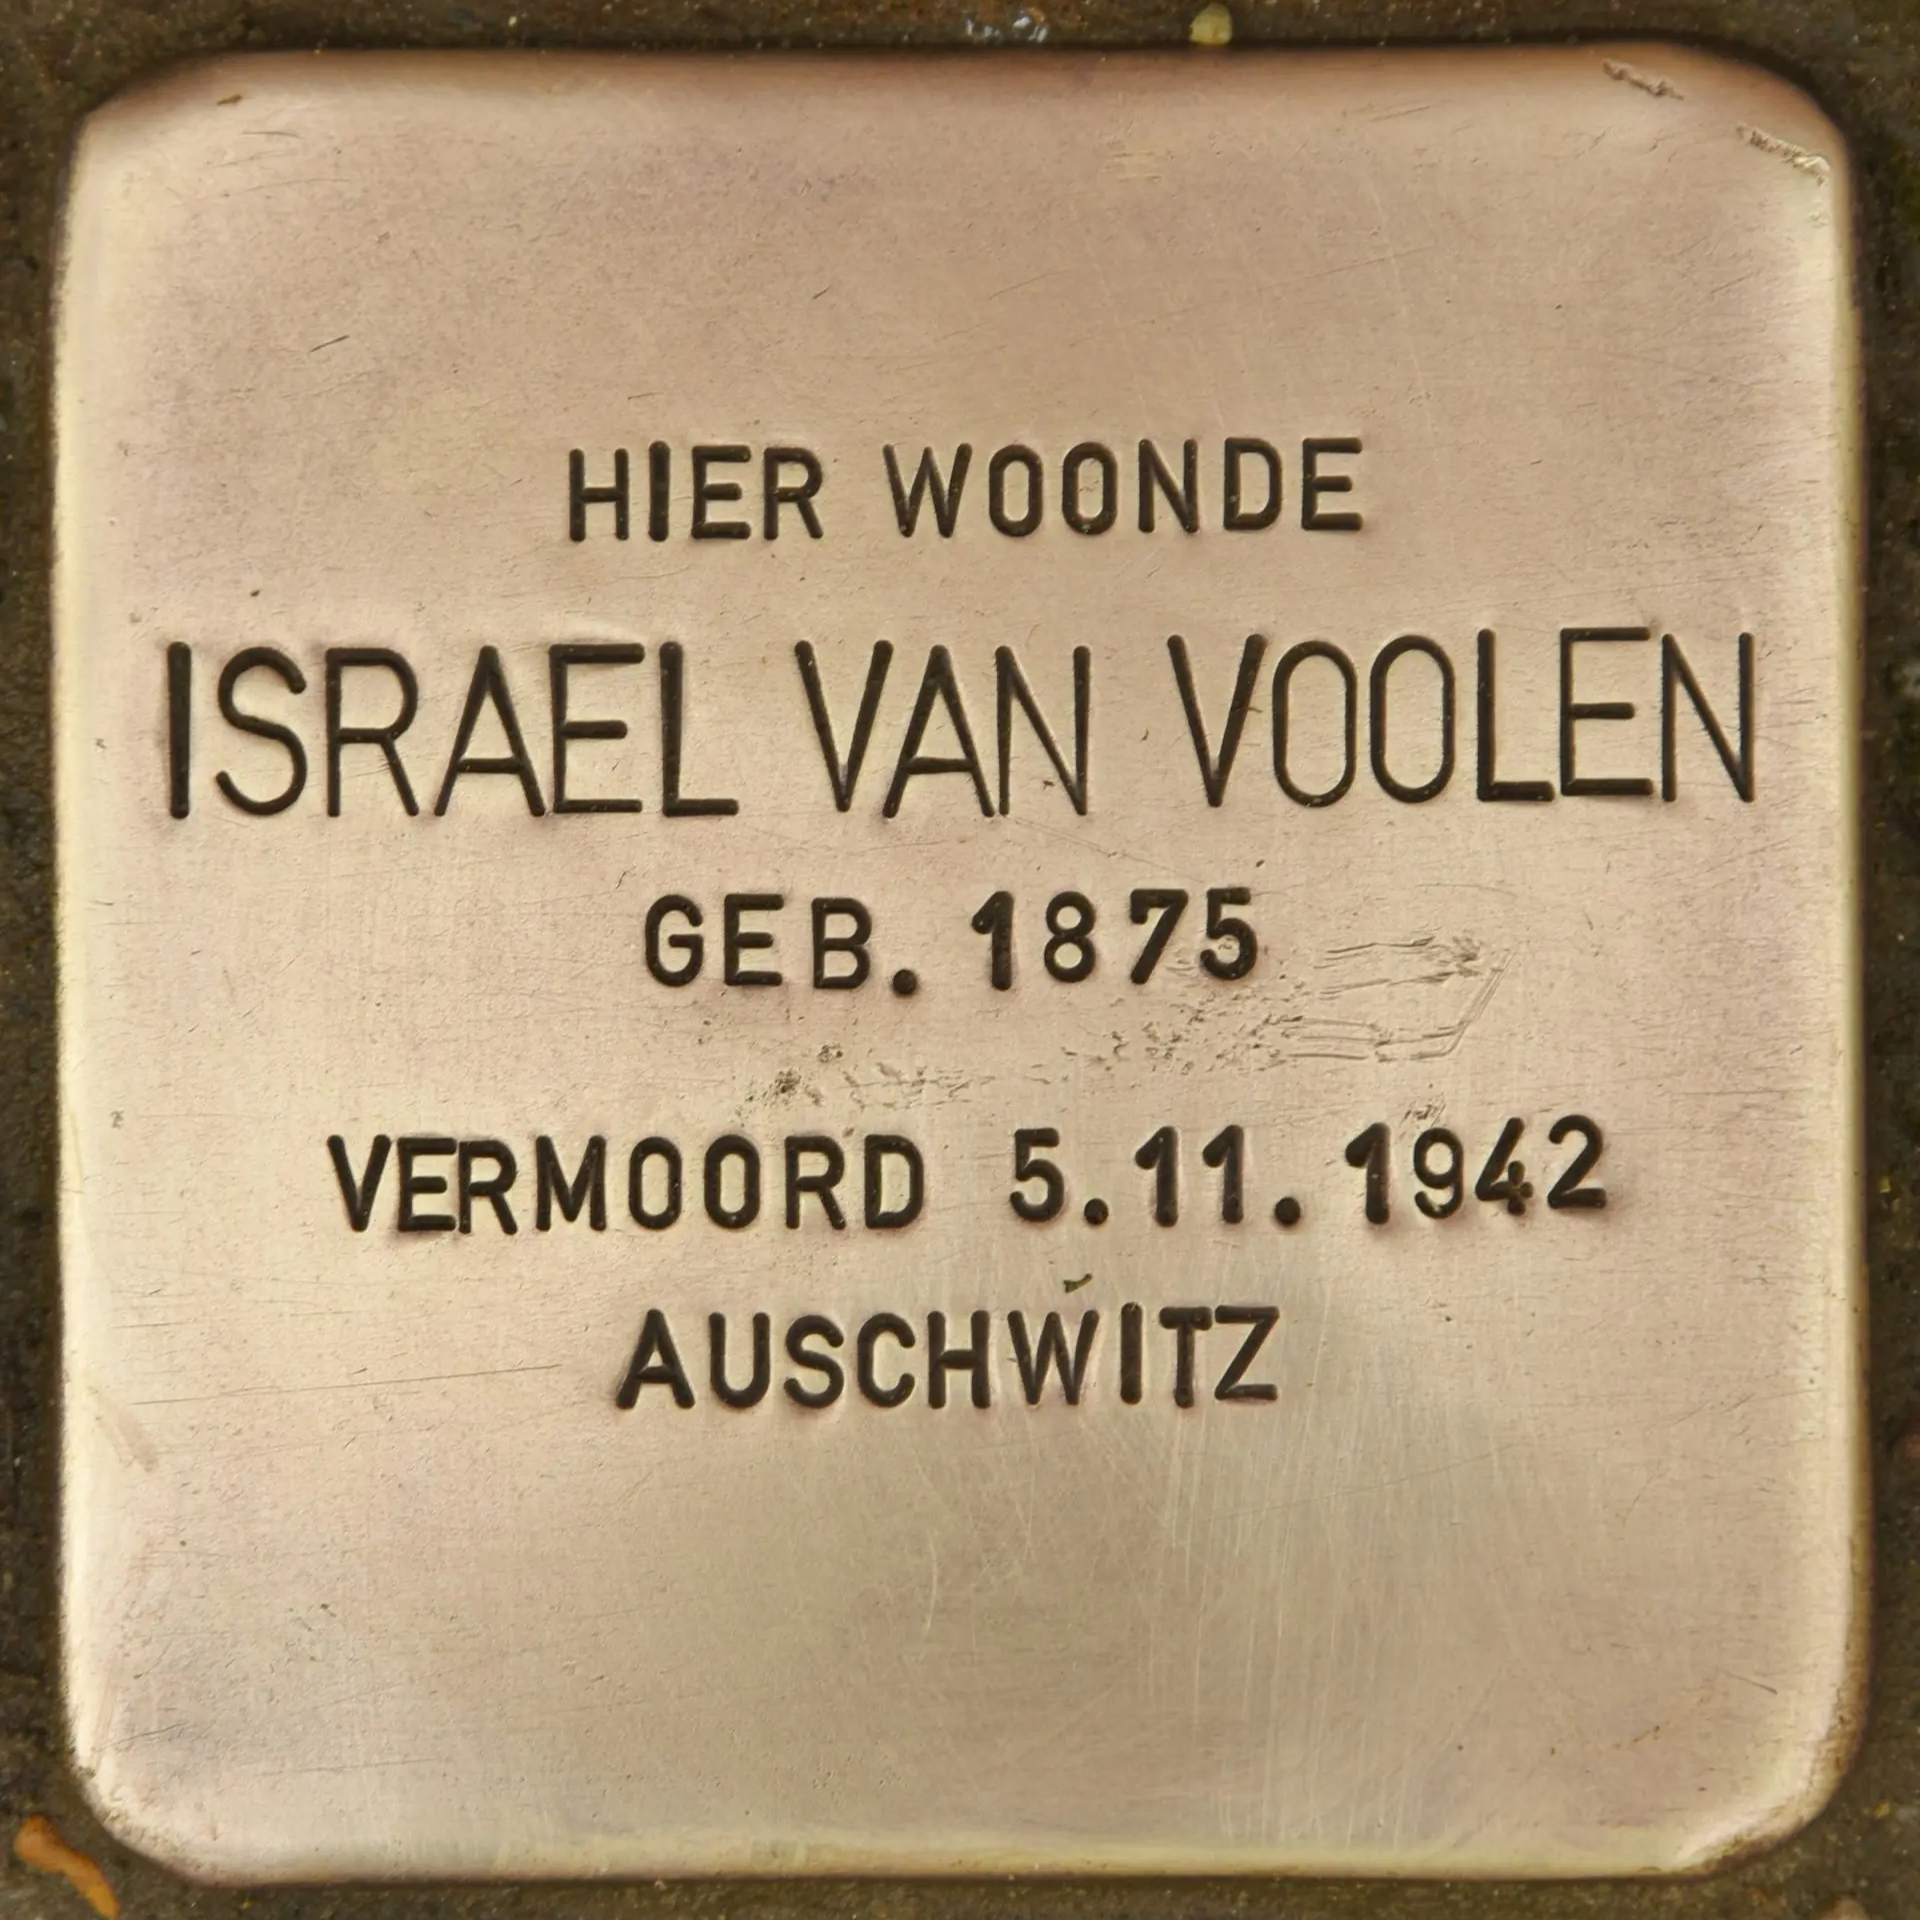 HIER WOONDE
ISRAEL VAN VOOLEN
GEB. 1875
VERMOORD 5.11.1942
AUSCHWITZ